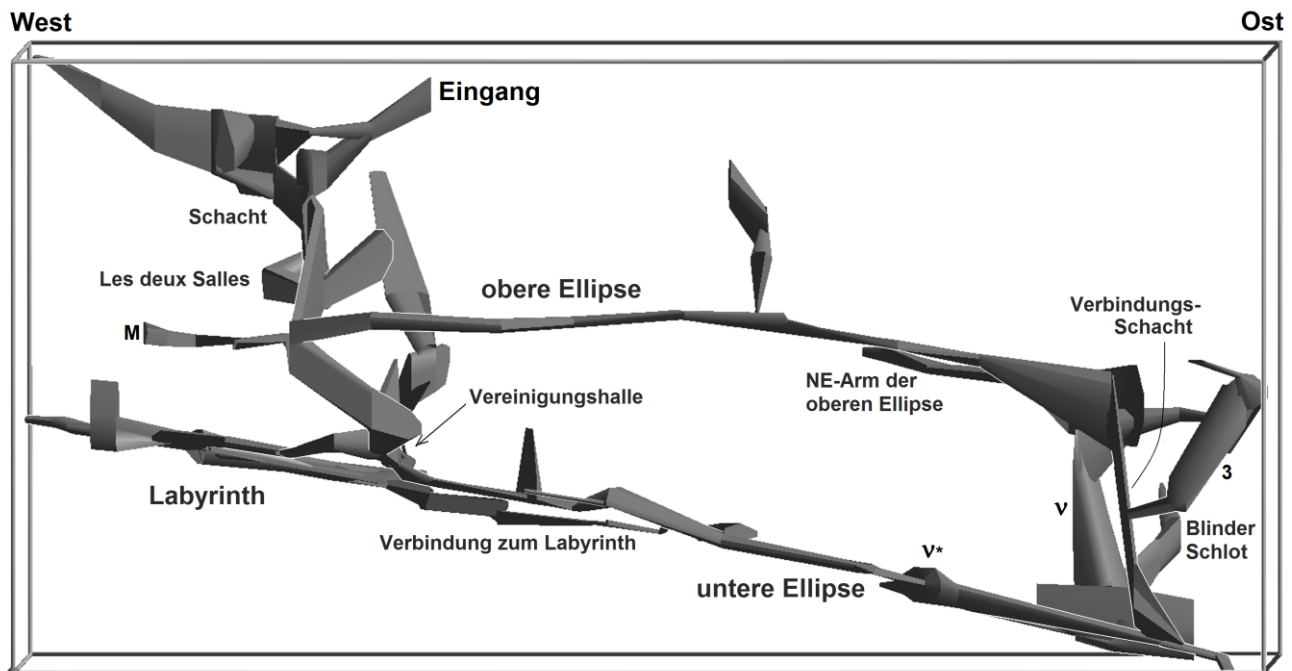 West
Ost
Eingang
Schacht
Les deux Salles
obere Ellipse
Verbindungs-
Schacht
M
NE-Arm der
oberen Ellipse
Vereinigungshalle
3
Labyrinth
ν
Blinder
Schlot
Verbindung zum Labyrinth
ν*
untere Ellipse